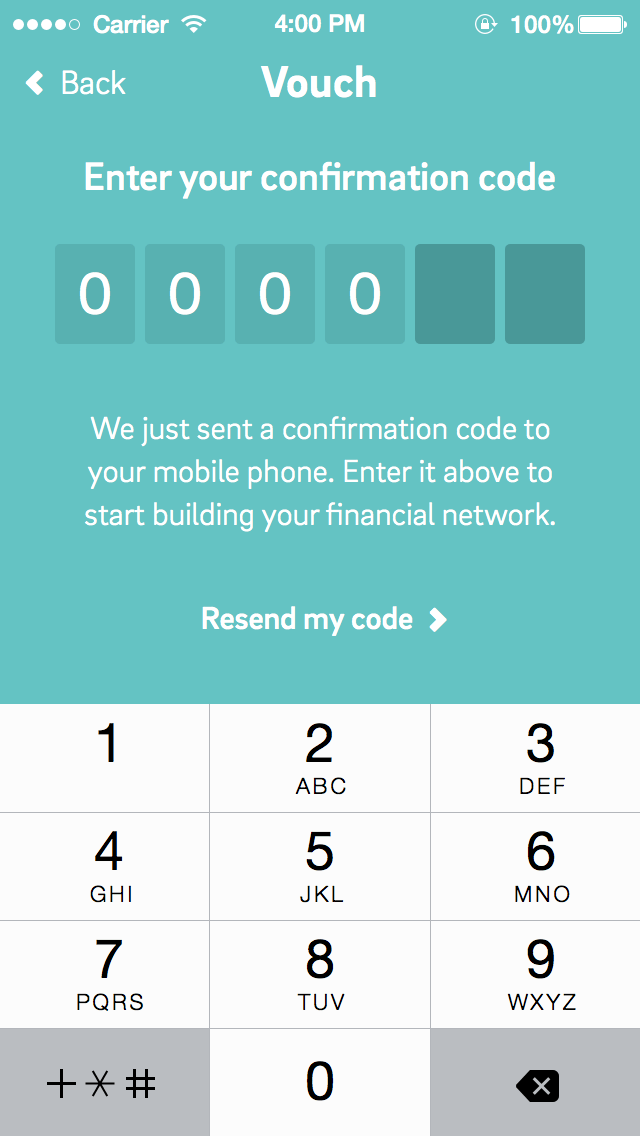 Carrier 4:00 PM 100%
Back Vouch
Enter your confirmation code
0 0 0 0
We just sent a confirmation code to
your mobile phone. Enter it above to
start building your financial network.
Resend my code
1 2 3
ABC DEF
4 5 6
GHI JKL MNO
7 8 9
PQRS TUV WXYZ
+*# 0